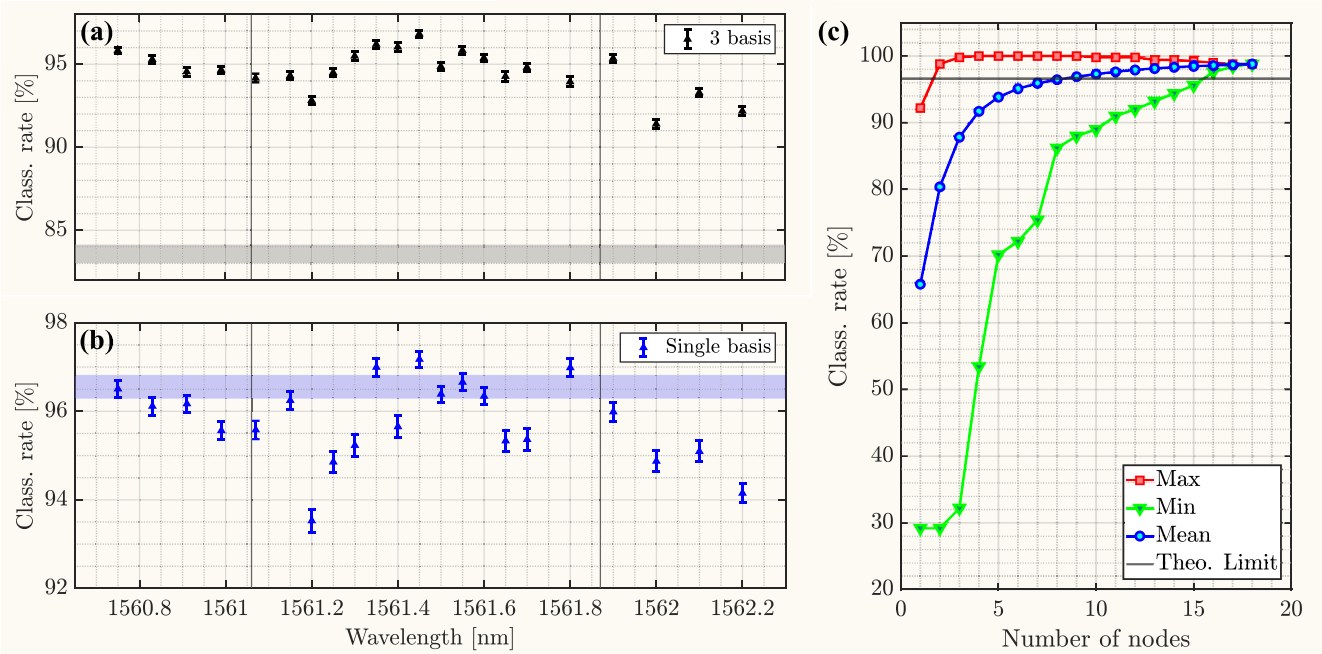 (a)
3 basis
Class. rate [%]
95
90
85
(b)
Single basis
Class. rate [%]
98
96
94
92
1560.8 1561 1561.2 1561.4 1561.6 1561.8 1562 1562.2
Wavelength [nm]
(c)
Class. rate [%]
100
90
80
70
60
50
40
30
20
Max
Min
Mean
Theo. Limit
0 5 10 15 20
Number of nodes